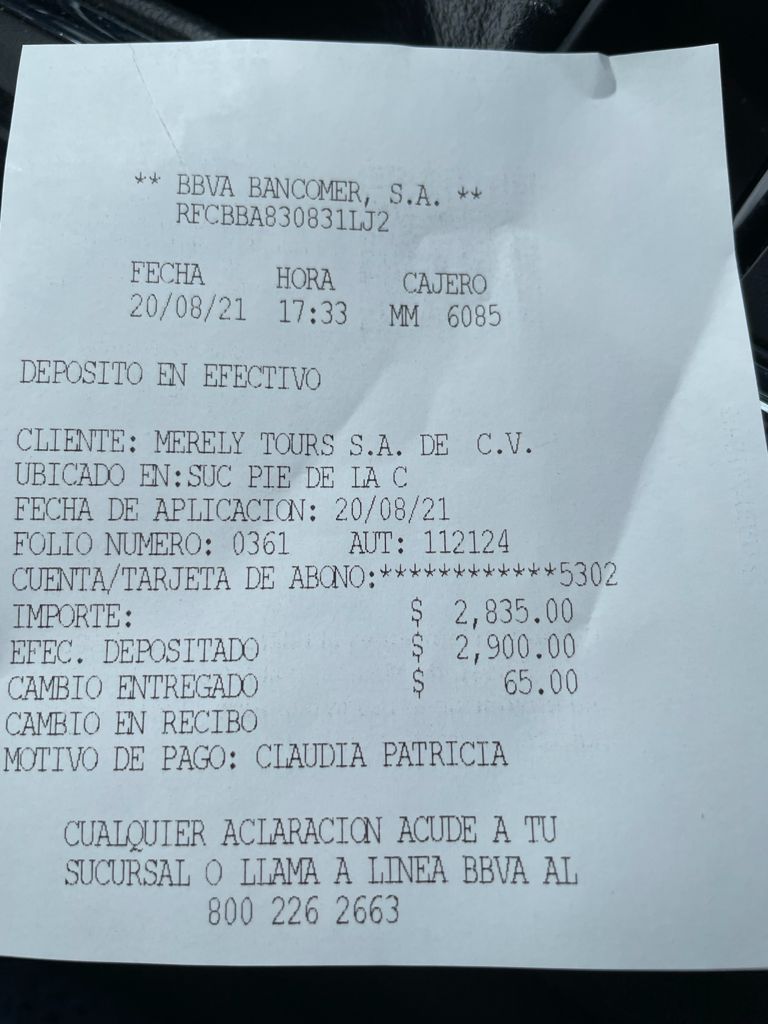 ** BBVA BANCOMER, S.A. **
RFCBBA830831LJ2
FECHA HORA CAJERO
20/08/21 17:33 MM 6085
DEPOSITO EN EFECTIVO
CLIENTE: MERELY TOURS S.A. DE C.V.
UBICADO EN:SUC PIE DE LA C
FECHA DE APLICACION: 20/08/21
FOLIO NUMERO: 0361 AUT: 112124
CUENTA/TARJETA DE ABONO:************5302
IMPORTE: $ 2,835.00
EFEC. DEPOSITADO $ 2,900.00
CAMBIO ENTREGADO $ 65.00
CAMBIO EN RECIBO
MOTIVO DE PAGO: CLAUDIA PATRICIA
CUALQUIER ACLARACION ACUDE A TU
SUCURSAL O LLAMA A LINEA BBVA AL
800 226 2663